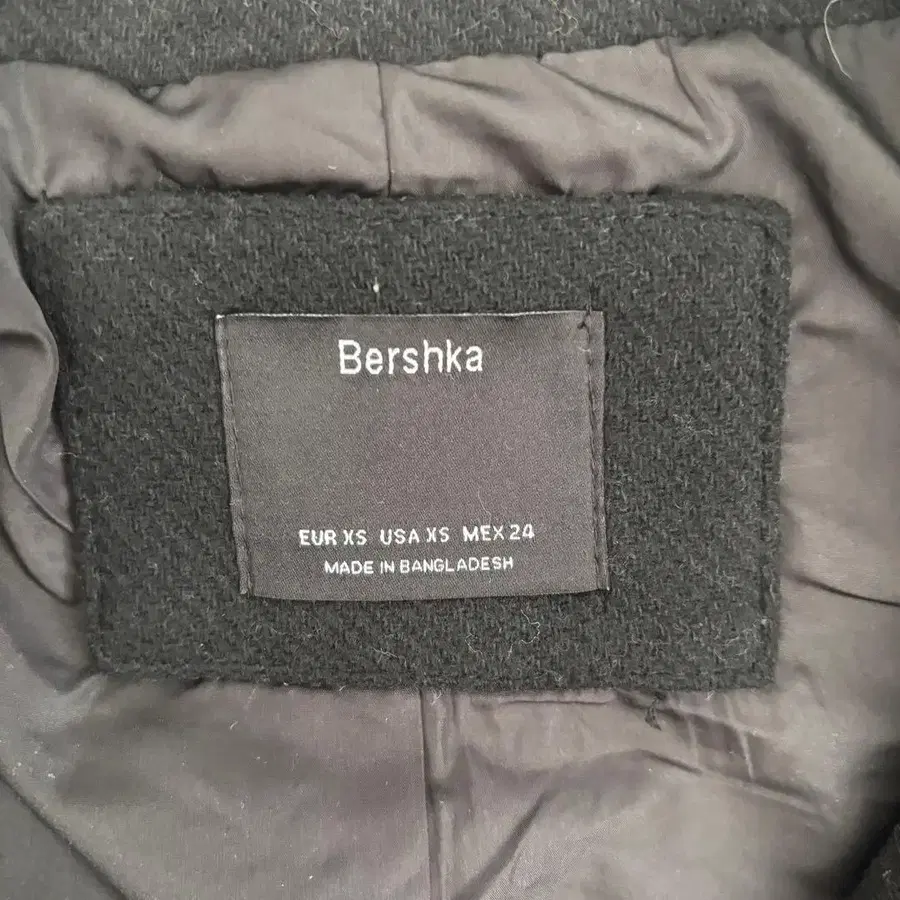 Bershka
EUR XS USA XS MEX 24
MADE IN BANGLADESH